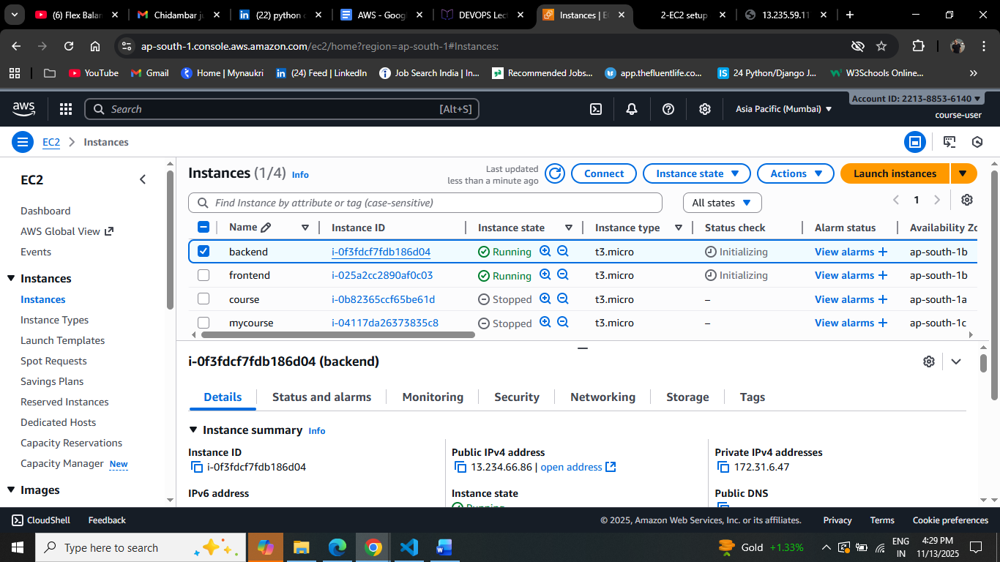 (6) Flex Balan
Chidambar ju
(22) python d
AWS - Googl
DEVOPS Lect
Instances | EC
2-EC2 setup
13.235.59.11
ap-south-1.console.aws.amazon.com/ec2/home?region=ap-south-1#Instances:
YouTube
Gmail
Home | Mynaukri
(24) Feed | LinkedIn
Job Search India | In...
Recommended Jobs...
app.thefluentlife.co...
24 Python/Django J...
W3Schools Online...
aws
Search
[Alt+S]
Asia Pacific (Mumbai)
Account ID: 2213-8853-6140
course-user
EC2
Instances
EC2
Dashboard
AWS Global View
Events
Instances
Instances
Instance Types
Launch Templates
Spot Requests
Savings Plans
Reserved Instances
Dedicated Hosts
Capacity Reservations
Capacity Manager New
Images
Instances (1/4) Info
Last updated
less than a minute ago
Connect
Instance state
Actions
Launch instances
Find Instance by attribute or tag (case-sensitive)
All states
1
Name Instance ID Instance state Instance type Status check Alarm status Availability Zo
backend i-0f3fdcf7fdb186d04 Running t3.micro Initializing View alarms + ap-south-1b
frontend i-025a2cc2890af0c03 Running t3.micro Initializing View alarms + ap-south-1b
course i-0b82365ccf65be61d Stopped t3.micro – View alarms + ap-south-1a
mycourse i-04117da26373835c8 Stopped t3.micro – View alarms + ap-south-1c
i-0f3fdcf7fdb186d04 (backend)
Details
Status and alarms
Monitoring
Security
Networking
Storage
Tags
Instance summary Info
Instance ID
i-0f3fdcf7fdb186d04
Public IPv4 address
13.234.66.86 | open address
Private IPv4 addresses
172.31.6.47
IPv6 address
Instance state
Running
Public DNS
CloudShell
Feedback
© 2025, Amazon Web Services, Inc. or its affiliates.
Privacy
Terms
Cookie preferences
Type here to search
Gold +1.33%
ENG
IN
4:29 PM
11/13/2025